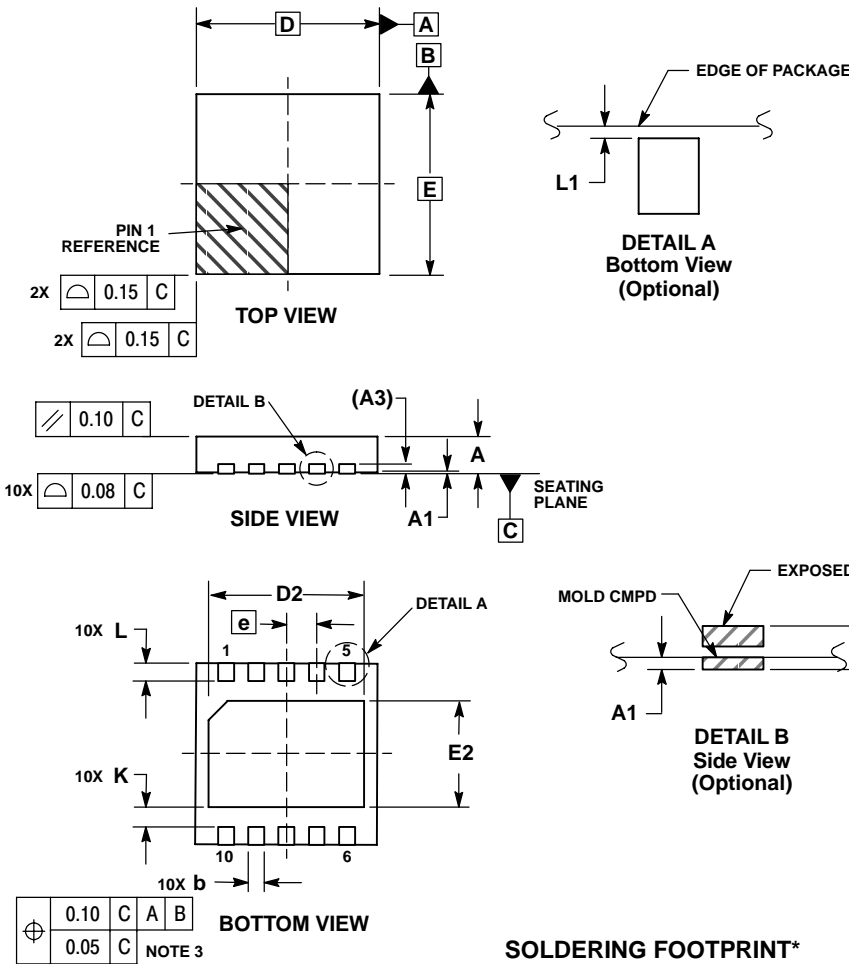 D
A
B
E
PIN 1
REFERENCE
2X 0.15 C
2X 0.15 C
TOP VIEW
EDGE OF PACKAGE
L1
DETAIL A
Bottom View
(Optional)
0.10 C
DETAIL B
(A3)
A
10X 0.08 C
SIDE VIEW
A1
SEATING
PLANE
C
D2
10X L
e
DETAIL A
1
5
E2
10X K
10
6
10X b
0.10 C A B
0.05 C NOTE 3
BOTTOM VIEW
EXPOSED
MOLD CMPD
A1
DETAIL B
Side View
(Optional)
SOLDERING FOOTPRINT*